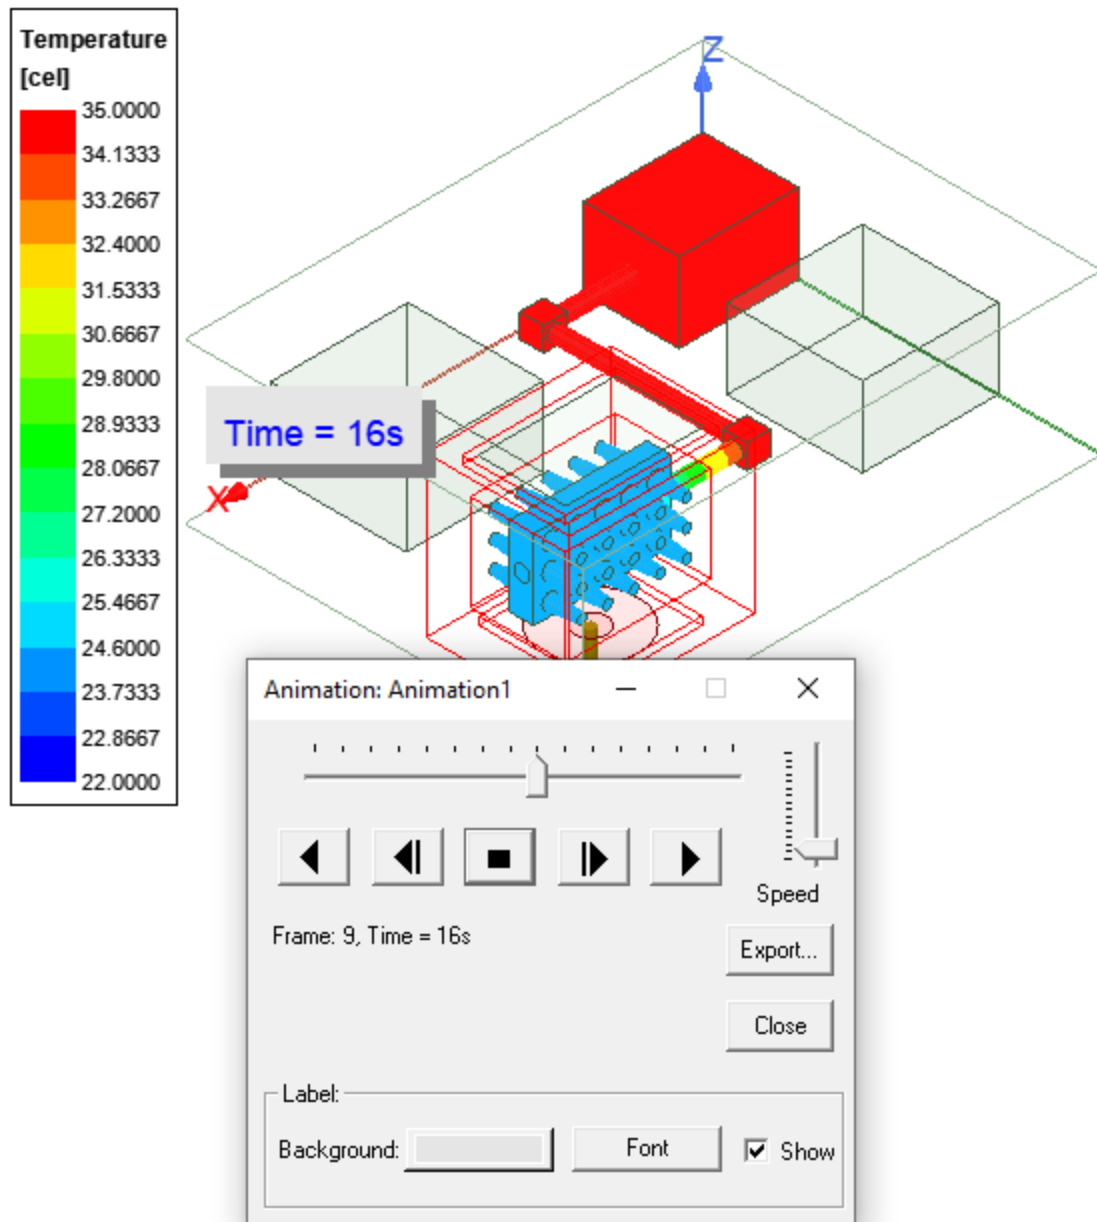 Temperature
[cel]
35.0000
34.1333
33.2667
32.4000
31.5333
30.6667
29.8000
28.9333
28.0667
27.2000
26.3333
25.4667
24.6000
23.7333
22.8667
22.0000
Z
Time = 16s
X
Animation: Animation1
Speed
Frame: 9, Time = 16s
Export...
Close
Label:
Background:
Font
Show